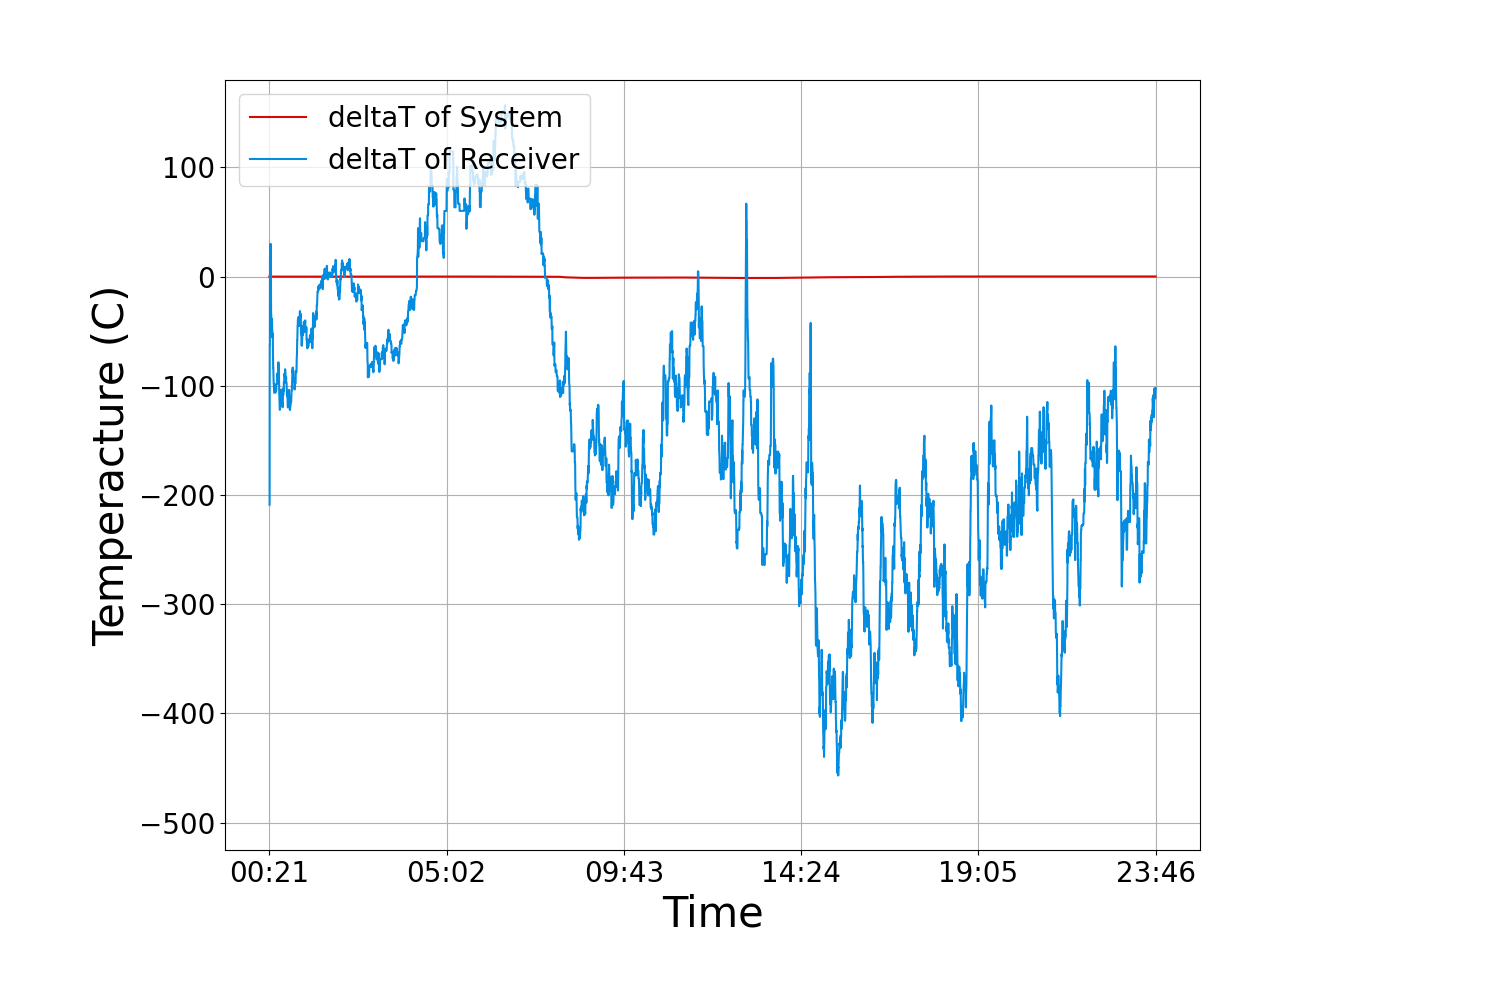 deltaT of System
deltaT of Receiver
100
0
−100
−200
−300
−400
−500
Temperacture (C)
00:21 05:02 09:43 14:24 19:05 23:46
Time